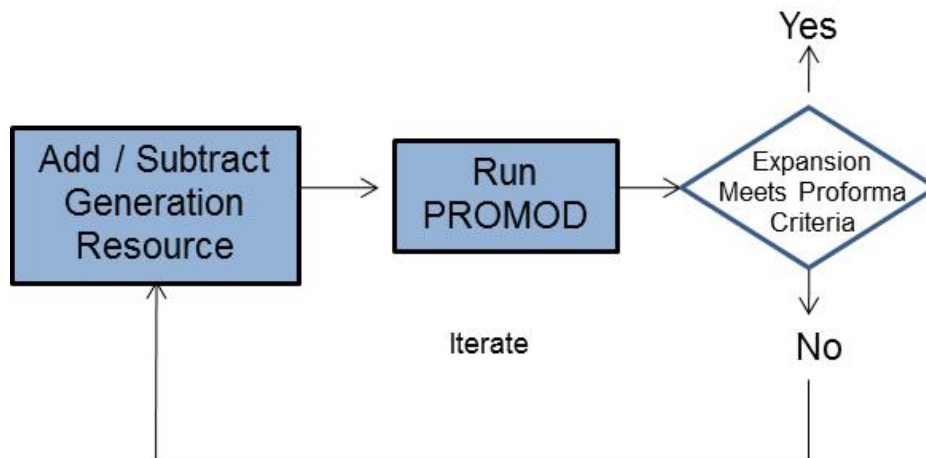 Yes
Add / Subtract
Generation
Resource
Run
PROMOD
Expansion
Meets Proforma
Criteria
Iterate
No